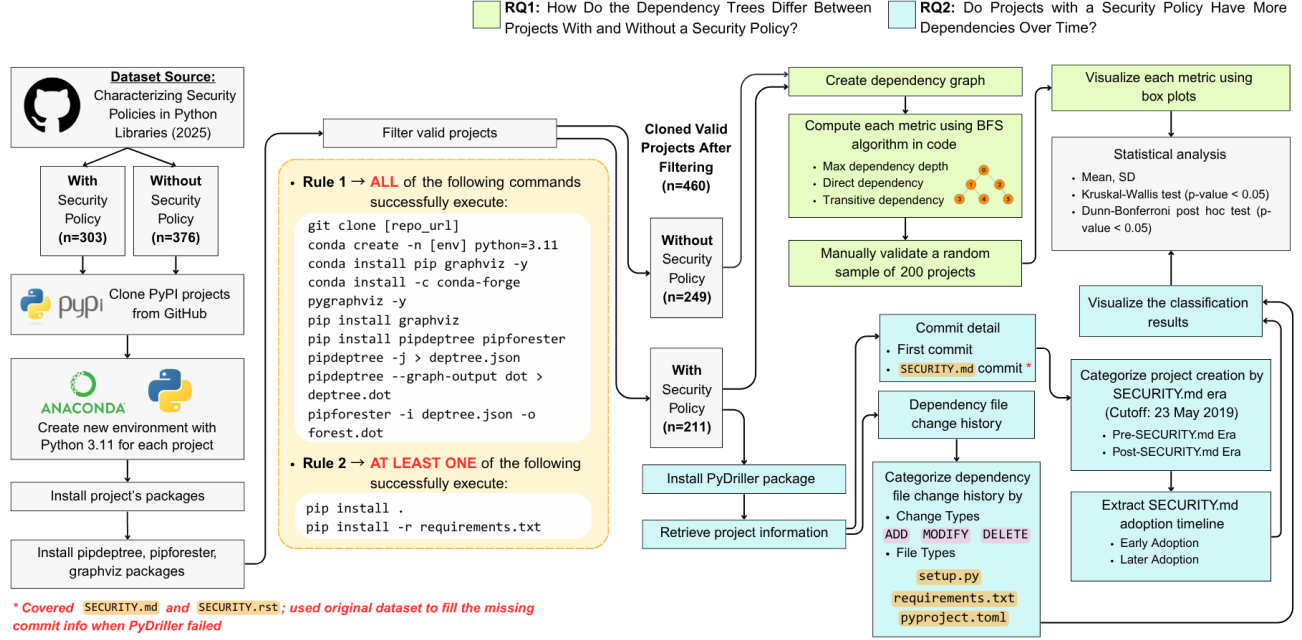 RQ1: How Do the Dependency Trees Differ Between
Projects With and Without a Security Policy?
RQ2: Do Projects with a Security Policy Have More
Dependencies Over Time?
Dataset Source:
Characterizing Security
Policies in Python
Libraries (2025)
With
Security
Policy
(n=303)
Without
Security
Policy
(n=376)
pypi
Clone PyPI projects
from GitHub
ANACONDA
Create new environment with
Python 3.11 for each project
Install project's packages
Install pipdeptree, pipforester,
graphviz packages
* Covered SECURITY.md and SECURITY.rst; used original dataset to fill the missing
commit info when PyDriller failed
Filter valid projects
• Rule 1 → ALL of the following commands
successfully execute:
git clone [repo_url]
conda create -n [env] python=3.11
conda install pip graphviz -y
conda install -c conda-forge
pygraphviz -y
pip install graphviz
pip install pipdeptree pipforester
pipdeptree -j > deptree.json
pipdeptree --graph-output dot >
deptree.dot
pipforester -i deptree.json -o
forest.dot
• Rule 2 → AT LEAST ONE of the following
successfully execute:
pip install .
pip install -r requirements.txt
Cloned Valid
Projects After
Filtering
(n=460)
Without
Security
Policy
(n=249)
With
Security
Policy
(n=211)
Install PyDriller package
Retrieve project information
Create dependency graph
Compute each metric using BFS
algorithm in code
• Max dependency depth
• Direct dependency
• Transitive dependency
0
1 2
3 4 5
Manually validate a random
sample of 200 projects
Visualize each metric using
box plots
Statistical analysis
• Mean, SD
• Kruskal-Wallis test (p-value < 0.05)
• Dunn-Bonferroni post hoc test (p-
value < 0.05)
Visualize the classification
results
Commit detail
• First commit
• SECURITY.md commit *
Dependency file
change history
Categorize dependency
file change history by
• Change Types
ADD MODIFY DELETE
• File Types
setup.py
requirements.txt
pyproject.toml
Categorize project creation by
SECURITY.md era
(Cutoff: 23 May 2019)
• Pre-SECURITY.md Era
• Post-SECURITY.md Era
Extract SECURITY.md
adoption timeline
• Early Adoption
• Later Adoption